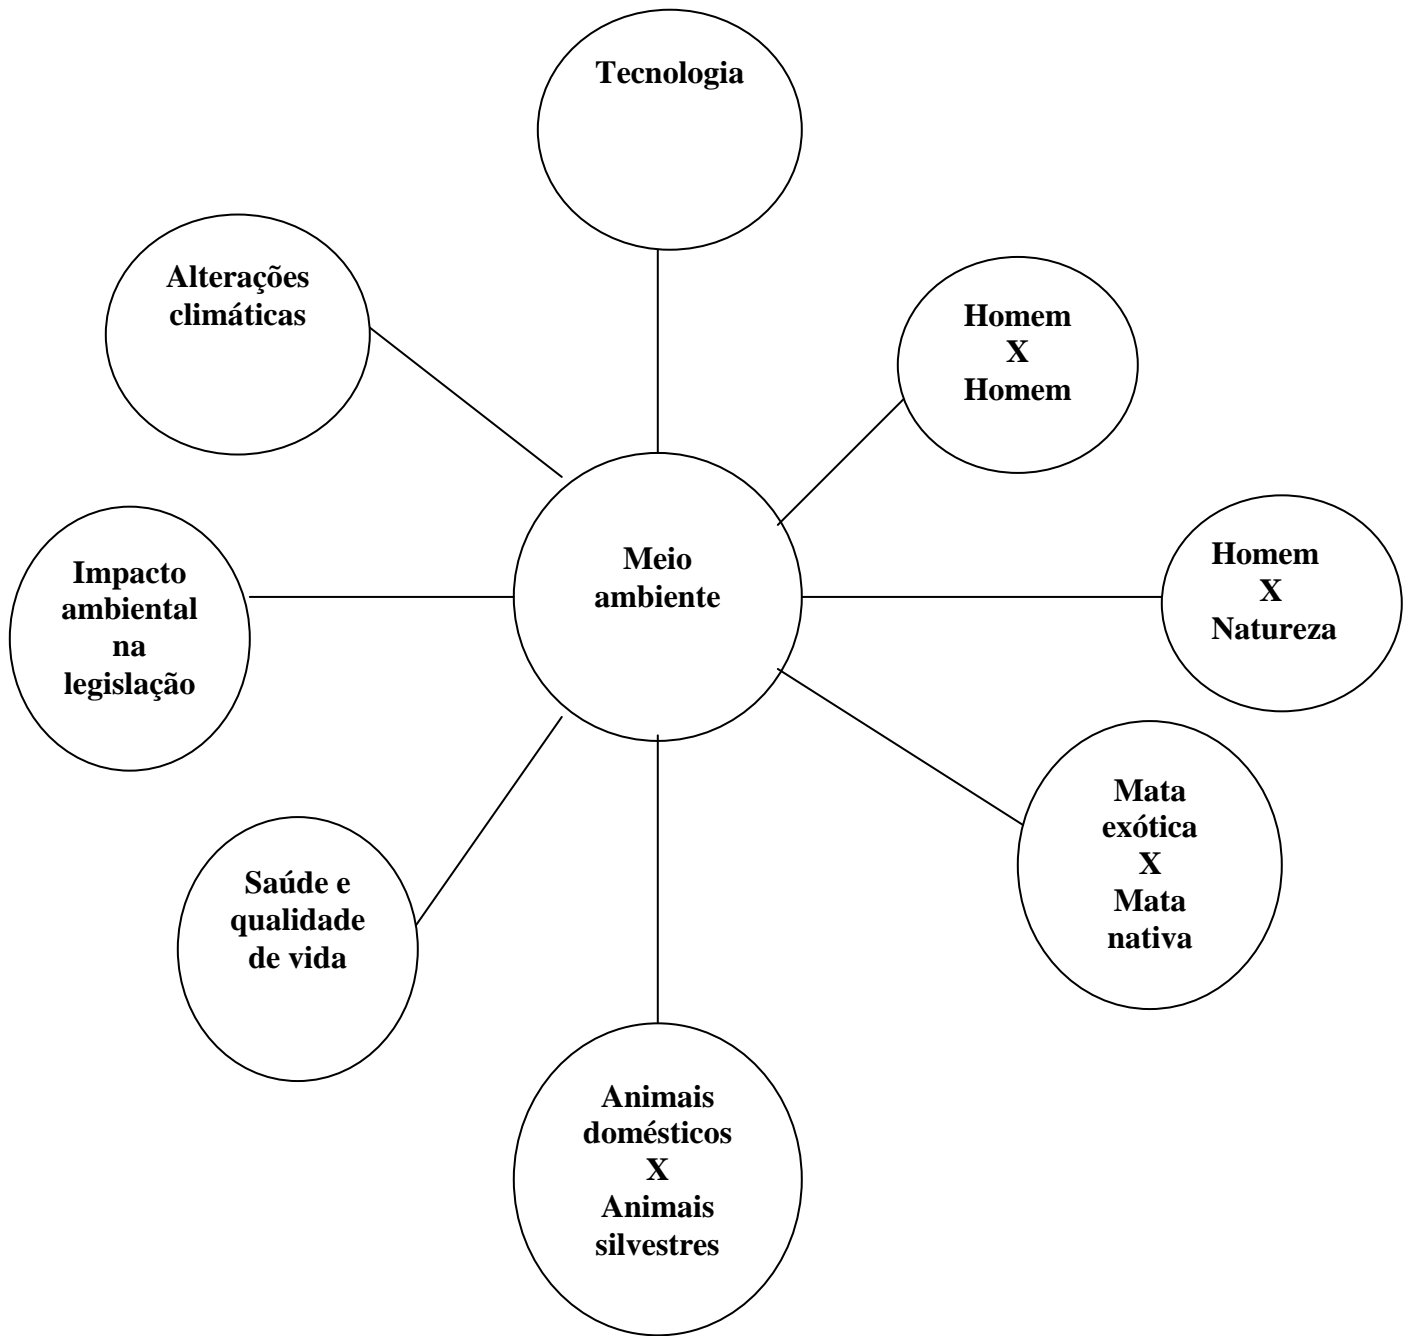 Tecnologia
Alterações
climáticas
Homem
X
Homem
Meio
ambiente
Homem
X
Natureza
Impacto
ambiental
na
legislação
Mata
exótica
X
Mata
nativa
Saúde e
qualidade
de vida
Animais
domésticos
X
Animais
silvestres